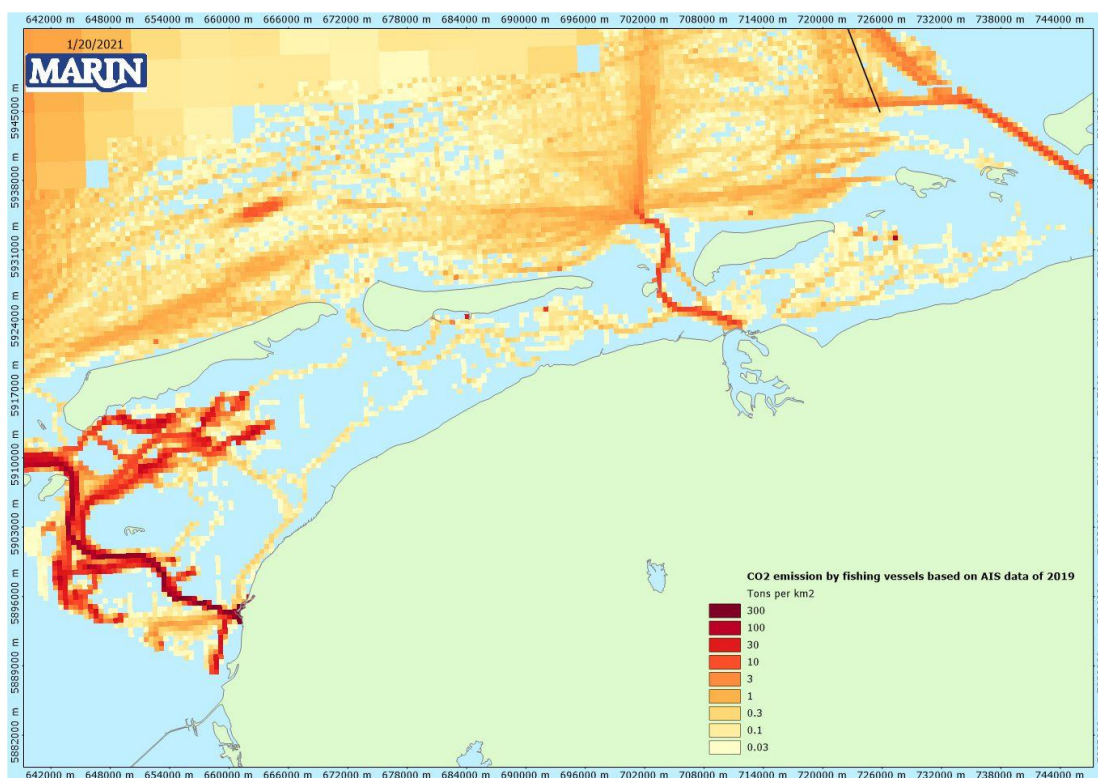 642000 m 648000 m 654000 m 660000 m 666000 m 672000 m 678000 m 684000 m 690000 m 696000 m 702000 m 708000 m 714000 m 720000 m 726000 m 732000 m 738000 m 744000 m
1/20/2021
MARIN
5945000 m
5938000 m
5931000 m
5924000 m
5917000 m
5910000 m
5903000 m
5896000 m
5889000 m
5882000 m
CO2 emission by fishing vessels based on AIS data of 2019
Tons per km2
300
100
30
10
3
1
0.3
0.1
0.03
642000 m 648000 m 654000 m 660000 m 666000 m 672000 m 678000 m 684000 m 690000 m 696000 m 702000 m 708000 m 714000 m 720000 m 726000 m 732000 m 738000 m 744000 m